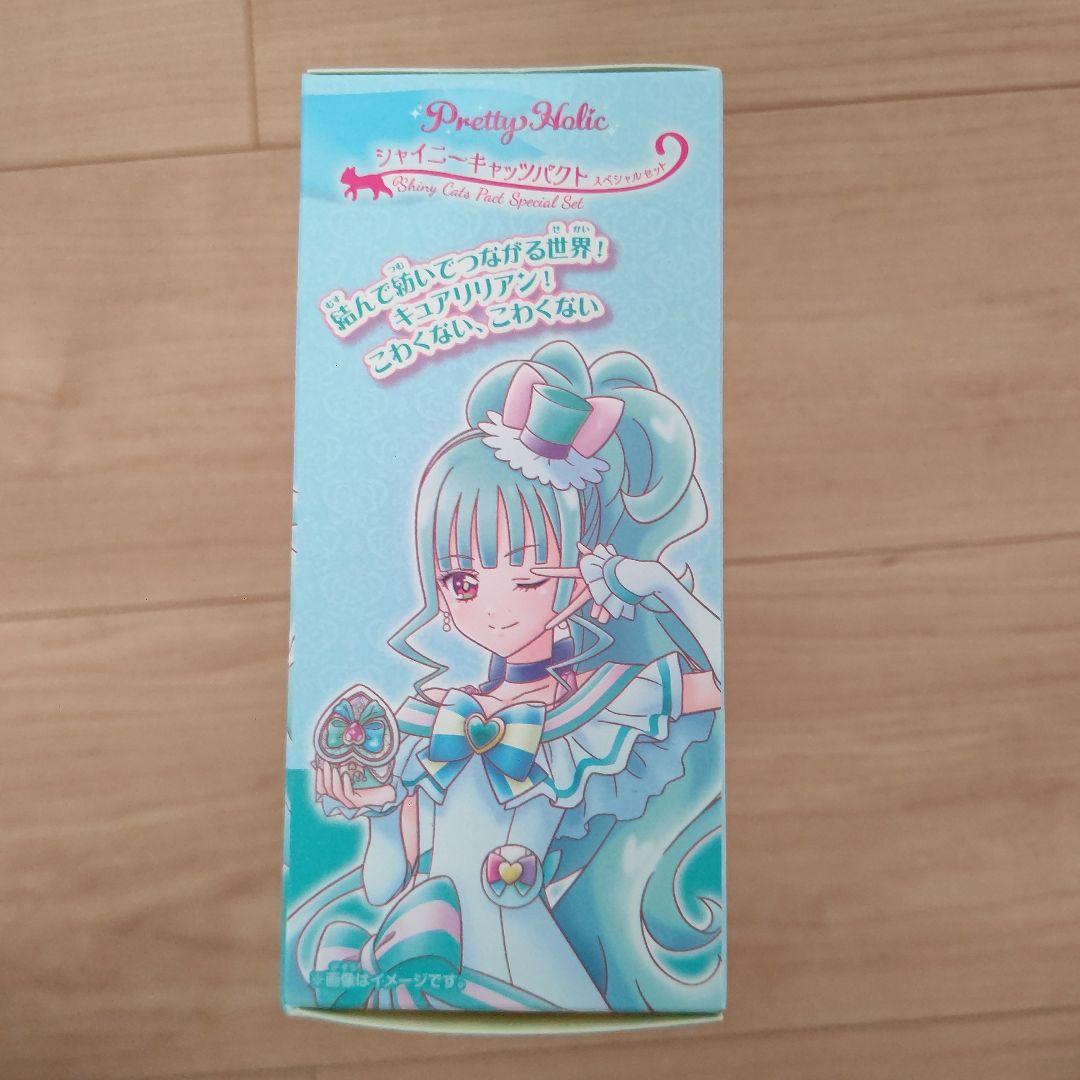 Pretty Holic
シャイニーキャッツパクト スペシャルセット
Shiny Cats Pact Special Set
結んで紡いでつながる世界!
キュアリリアン!
こわくない、こわくない
※画像はイメージです。